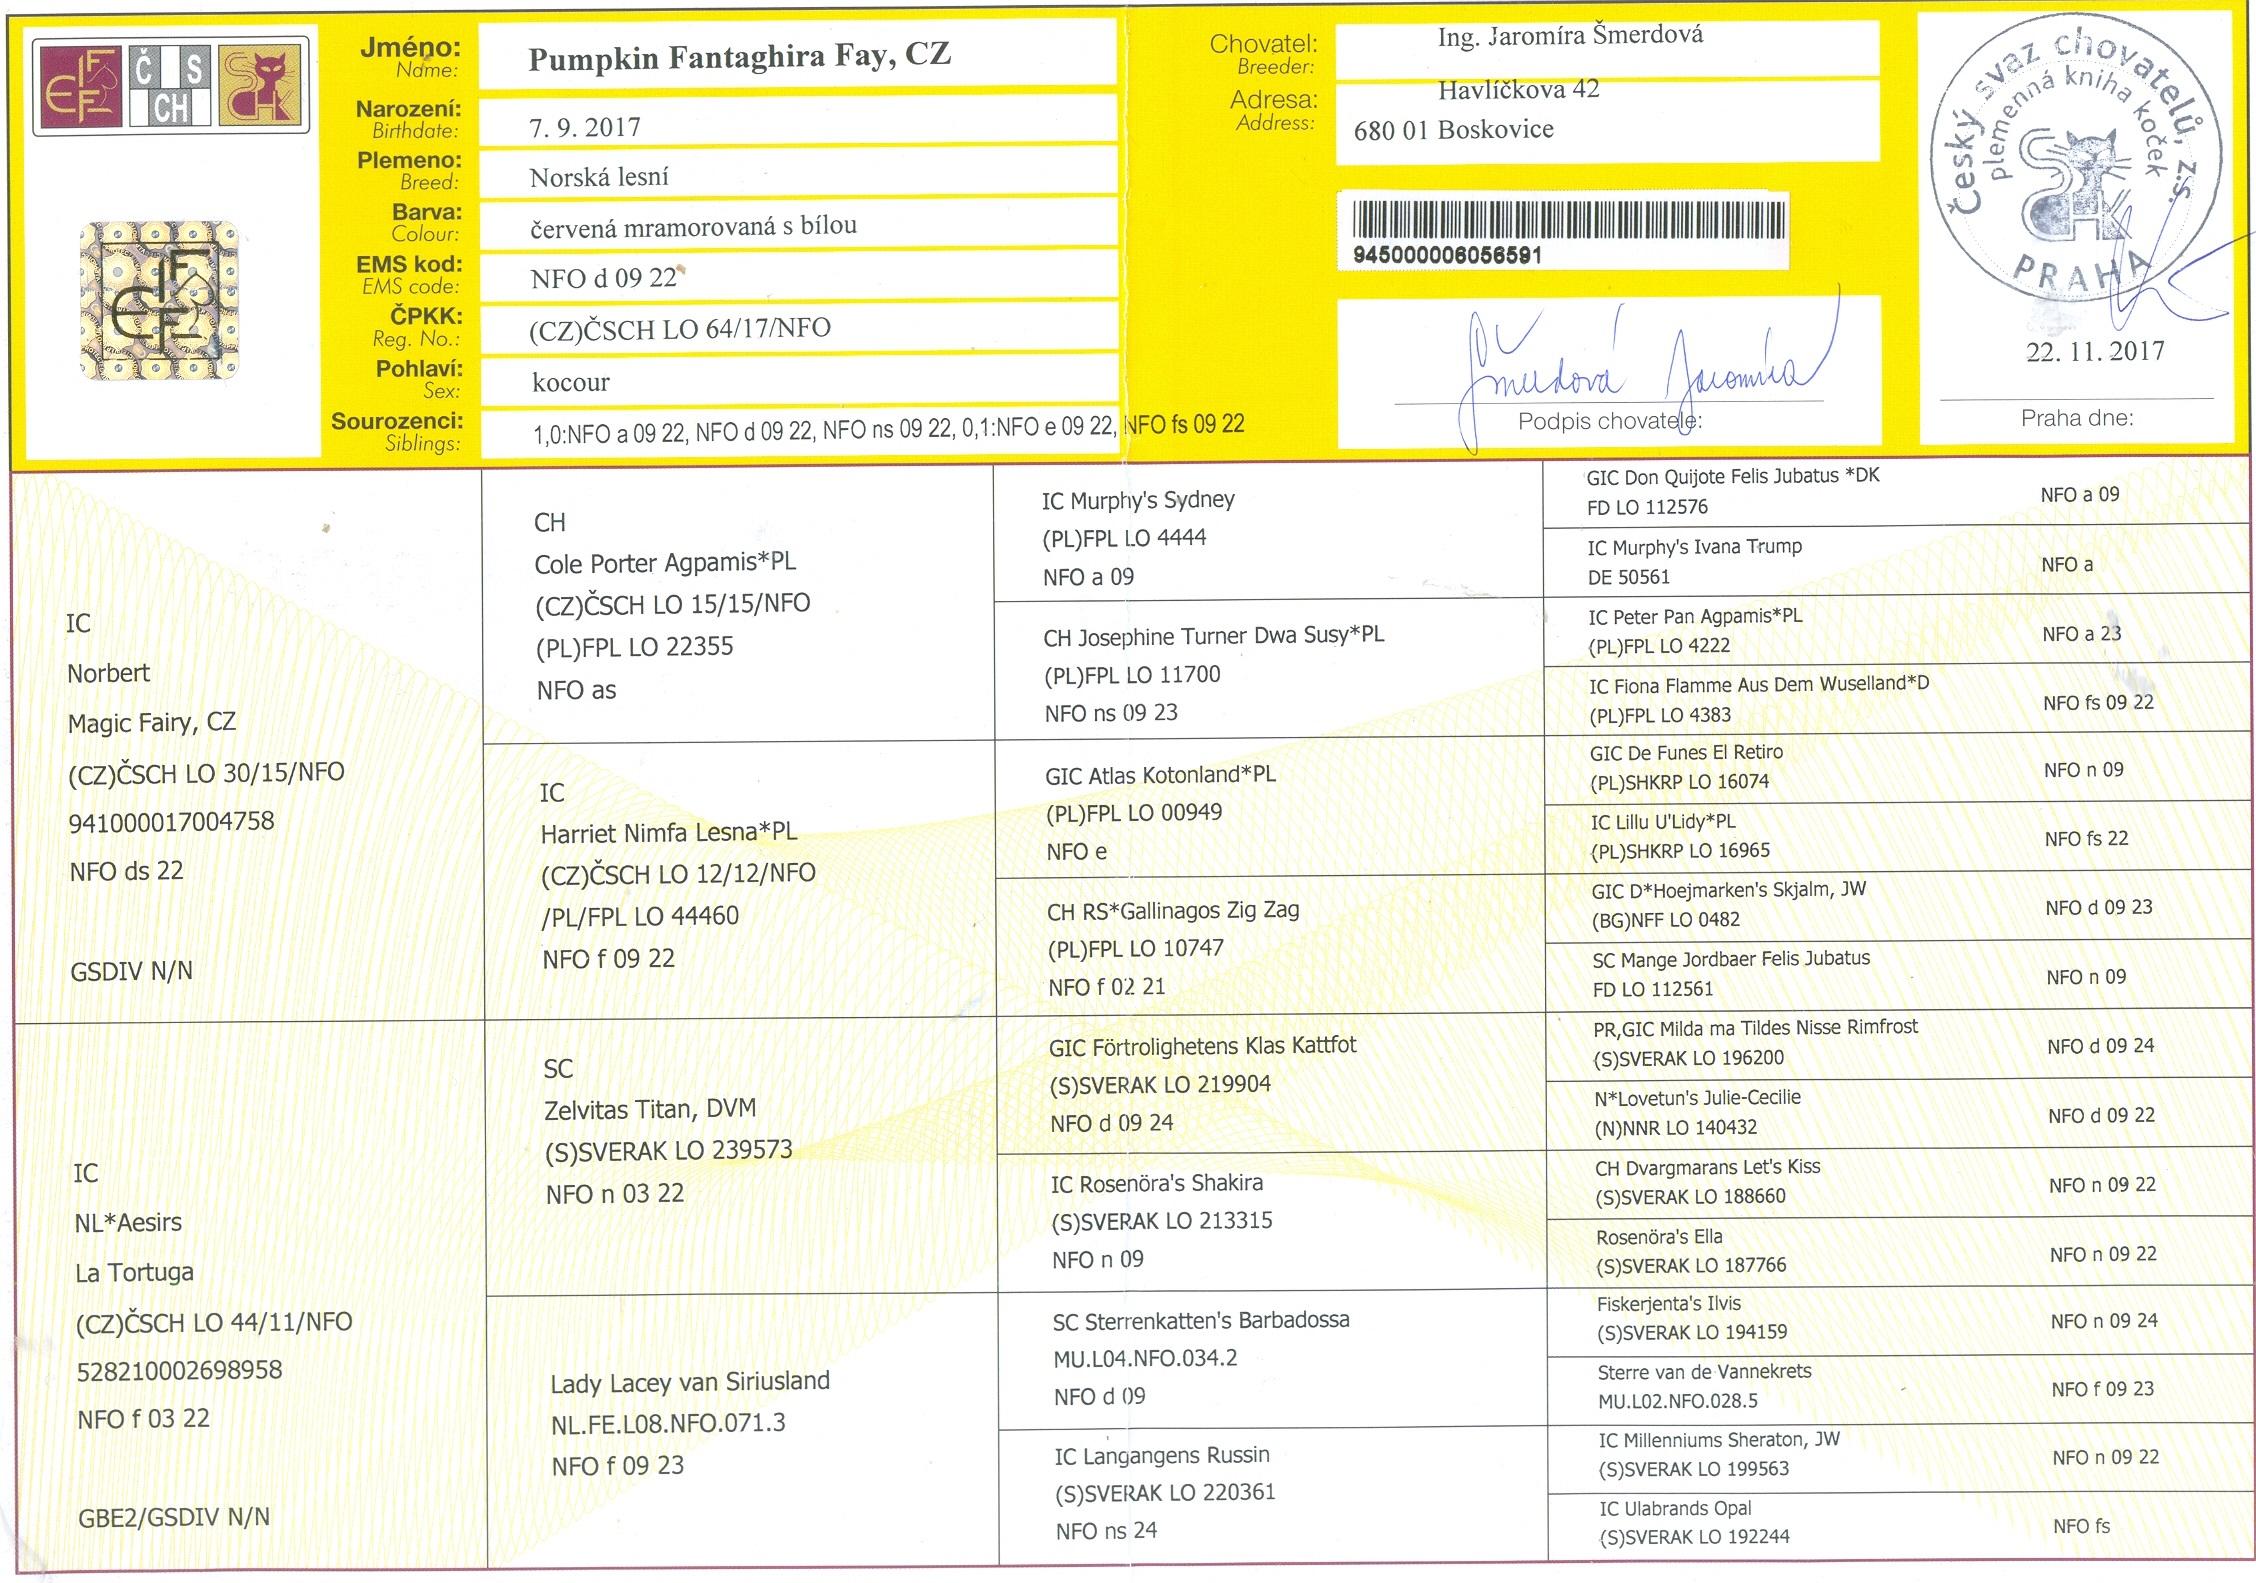 FIFe
Č S
CH
SCHK
Jméno: Pumpkin Fantaghira Fay, CZ
Name:
Narození: 7. 9. 2017
Birthdate:
Plemeno: Norská lesní
Breed:
Barva: červená mramorovaná s bílou
Colour:
EMS kod: NFO d 09 22
EMS code:
ČPKK: (CZ)ČSCH LO 64/17/NFO
Reg. No.:
Pohlaví: kocour
Sex:
Sourozenci: 1,0:NFO a 09 22, NFO d 09 22, NFO ns 09 22, 0,1:NFO e 09 22, NFO fs 09 22
Siblings:
Chovatel: Ing. Jaromíra Šmerdová
Breeder:
Havlíčkova 42
Adresa:
Address: 680 01 Boskovice
945000006056591
Šmerdová Jaromíra
Podpis chovatele:
Český svaz chovatelů, z.s.
Plemenná kniha koček
SCHK
PRAHA
22. 11. 2017
Praha dne:
IC
Norbert
Magic Fairy, CZ
(CZ)ČSCH LO 30/15/NFO
941000017004758
NFO ds 22
GSDIV N/N
IC
NL*Aesirs
La Tortuga
(CZ)ČSCH LO 44/11/NFO
528210002698958
NFO f 03 22
GBE2/GSDIV N/N
CH
Cole Porter Agpamis*PL
(CZ)ČSCH LO 15/15/NFO
(PL)FPL LO 22355
NFO as
IC
Harriet Nimfa Lesna*PL
(CZ)ČSCH LO 12/12/NFO
/PL/FPL LO 44460
NFO f 09 22
SC
Zelvitas Titan, DVM
(S)SVERAK LO 239573
NFO n 03 22
Lady Lacey van Siriusland
NL.FE.L08.NFO.071.3
NFO f 09 23
IC Murphy's Sydney
(PL)FPL LO 4444
NFO a 09
CH Josephine Turner Dwa Susy*PL
(PL)FPL LO 11700
NFO ns 09 23
GIC Atlas Kotonland*PL
(PL)FPL LO 00949
NFO e
CH RS*Gallinagos Zig Zag
(PL)FPL LO 10747
NFO f 02 21
GIC Förtrolighetens Klas Kattfot
(S)SVERAK LO 219904
NFO d 09 24
IC Rosenöra's Shakira
(S)SVERAK LO 213315
NFO n 09
SC Sterrenkatten's Barbadossa
MU.L04.NFO.034.2
NFO d 09
IC Langangens Russin
(S)SVERAK LO 220361
NFO ns 24
GIC Don Quijote Felis Jubatus *DK
FD LO 112576
NFO a 09
IC Murphy's Ivana Trump
DE 50561
NFO a
IC Peter Pan Agpamis*PL
(PL)FPL LO 4222
NFO a 23
IC Fiona Flamme Aus Dem Wuselland*D
(PL)FPL LO 4383
NFO fs 09 22
GIC De Funes El Retiro
(PL)SHKRP LO 16074
NFO n 09
IC Lillu U'Lidy*PL
(PL)SHKRP LO 16965
NFO fs 22
GIC D*Hoejmarken's Skjalm, JW
(BG)NFF LO 0482
NFO d 09 23
SC Mange Jordbaer Felis Jubatus
FD LO 112561
NFO n 09
PR,GIC Milda ma Tildes Nisse Rimfrost
(S)SVERAK LO 196200
NFO d 09 24
N*Lovetun's Julie-Cecilie
(N)NNR LO 140432
NFO d 09 22
CH Dvargmarans Let's Kiss
(S)SVERAK LO 188660
NFO n 09 22
Rosenöra's Ella
(S)SVERAK LO 187766
NFO n 09 22
Fiskerjenta's Ilvis
(S)SVERAK LO 194159
NFO n 09 24
Sterre van de Vannekrets
MU.L02.NFO.028.5
NFO f 09 23
IC Millenniums Sheraton, JW
(S)SVERAK LO 199563
NFO n 09 22
IC Ulabrands Opal
(S)SVERAK LO 192244
NFO fs